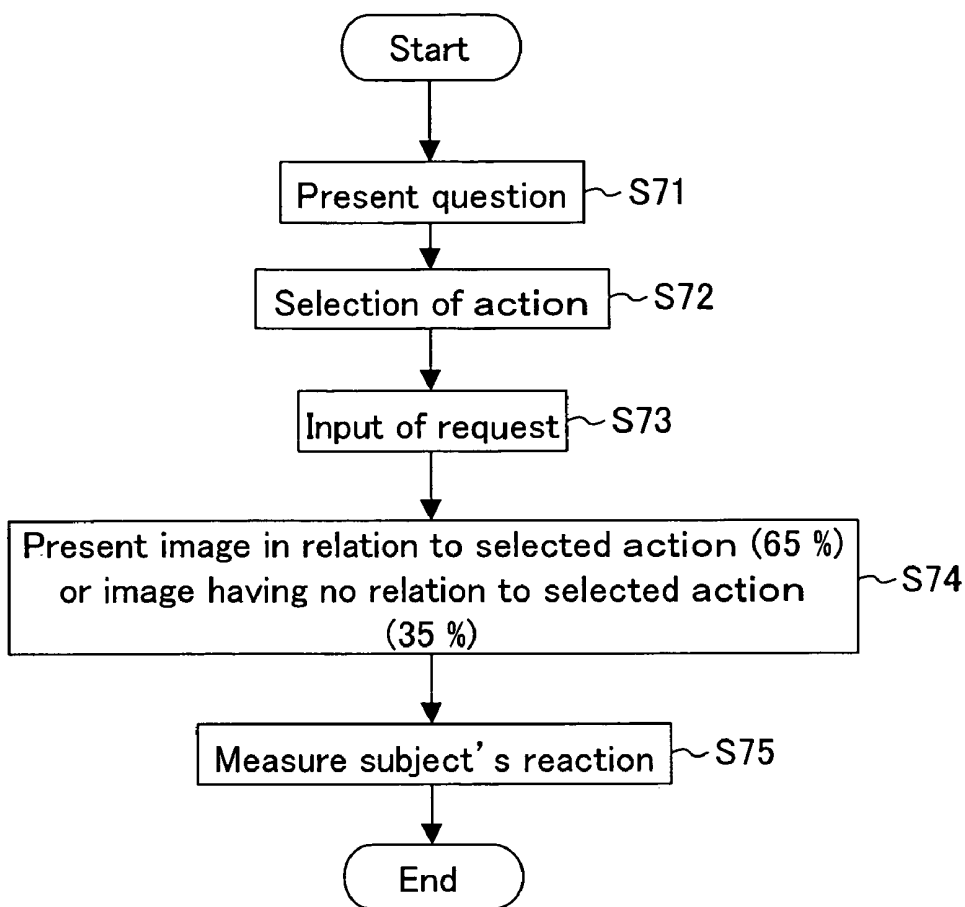 Start
Present question
S71
Selection of action
S72
Input of request
S73
Present image in relation to selected action (65 %)
or image having no relation to selected action
(35 %)
S74
Measure subject's reaction
S75
End